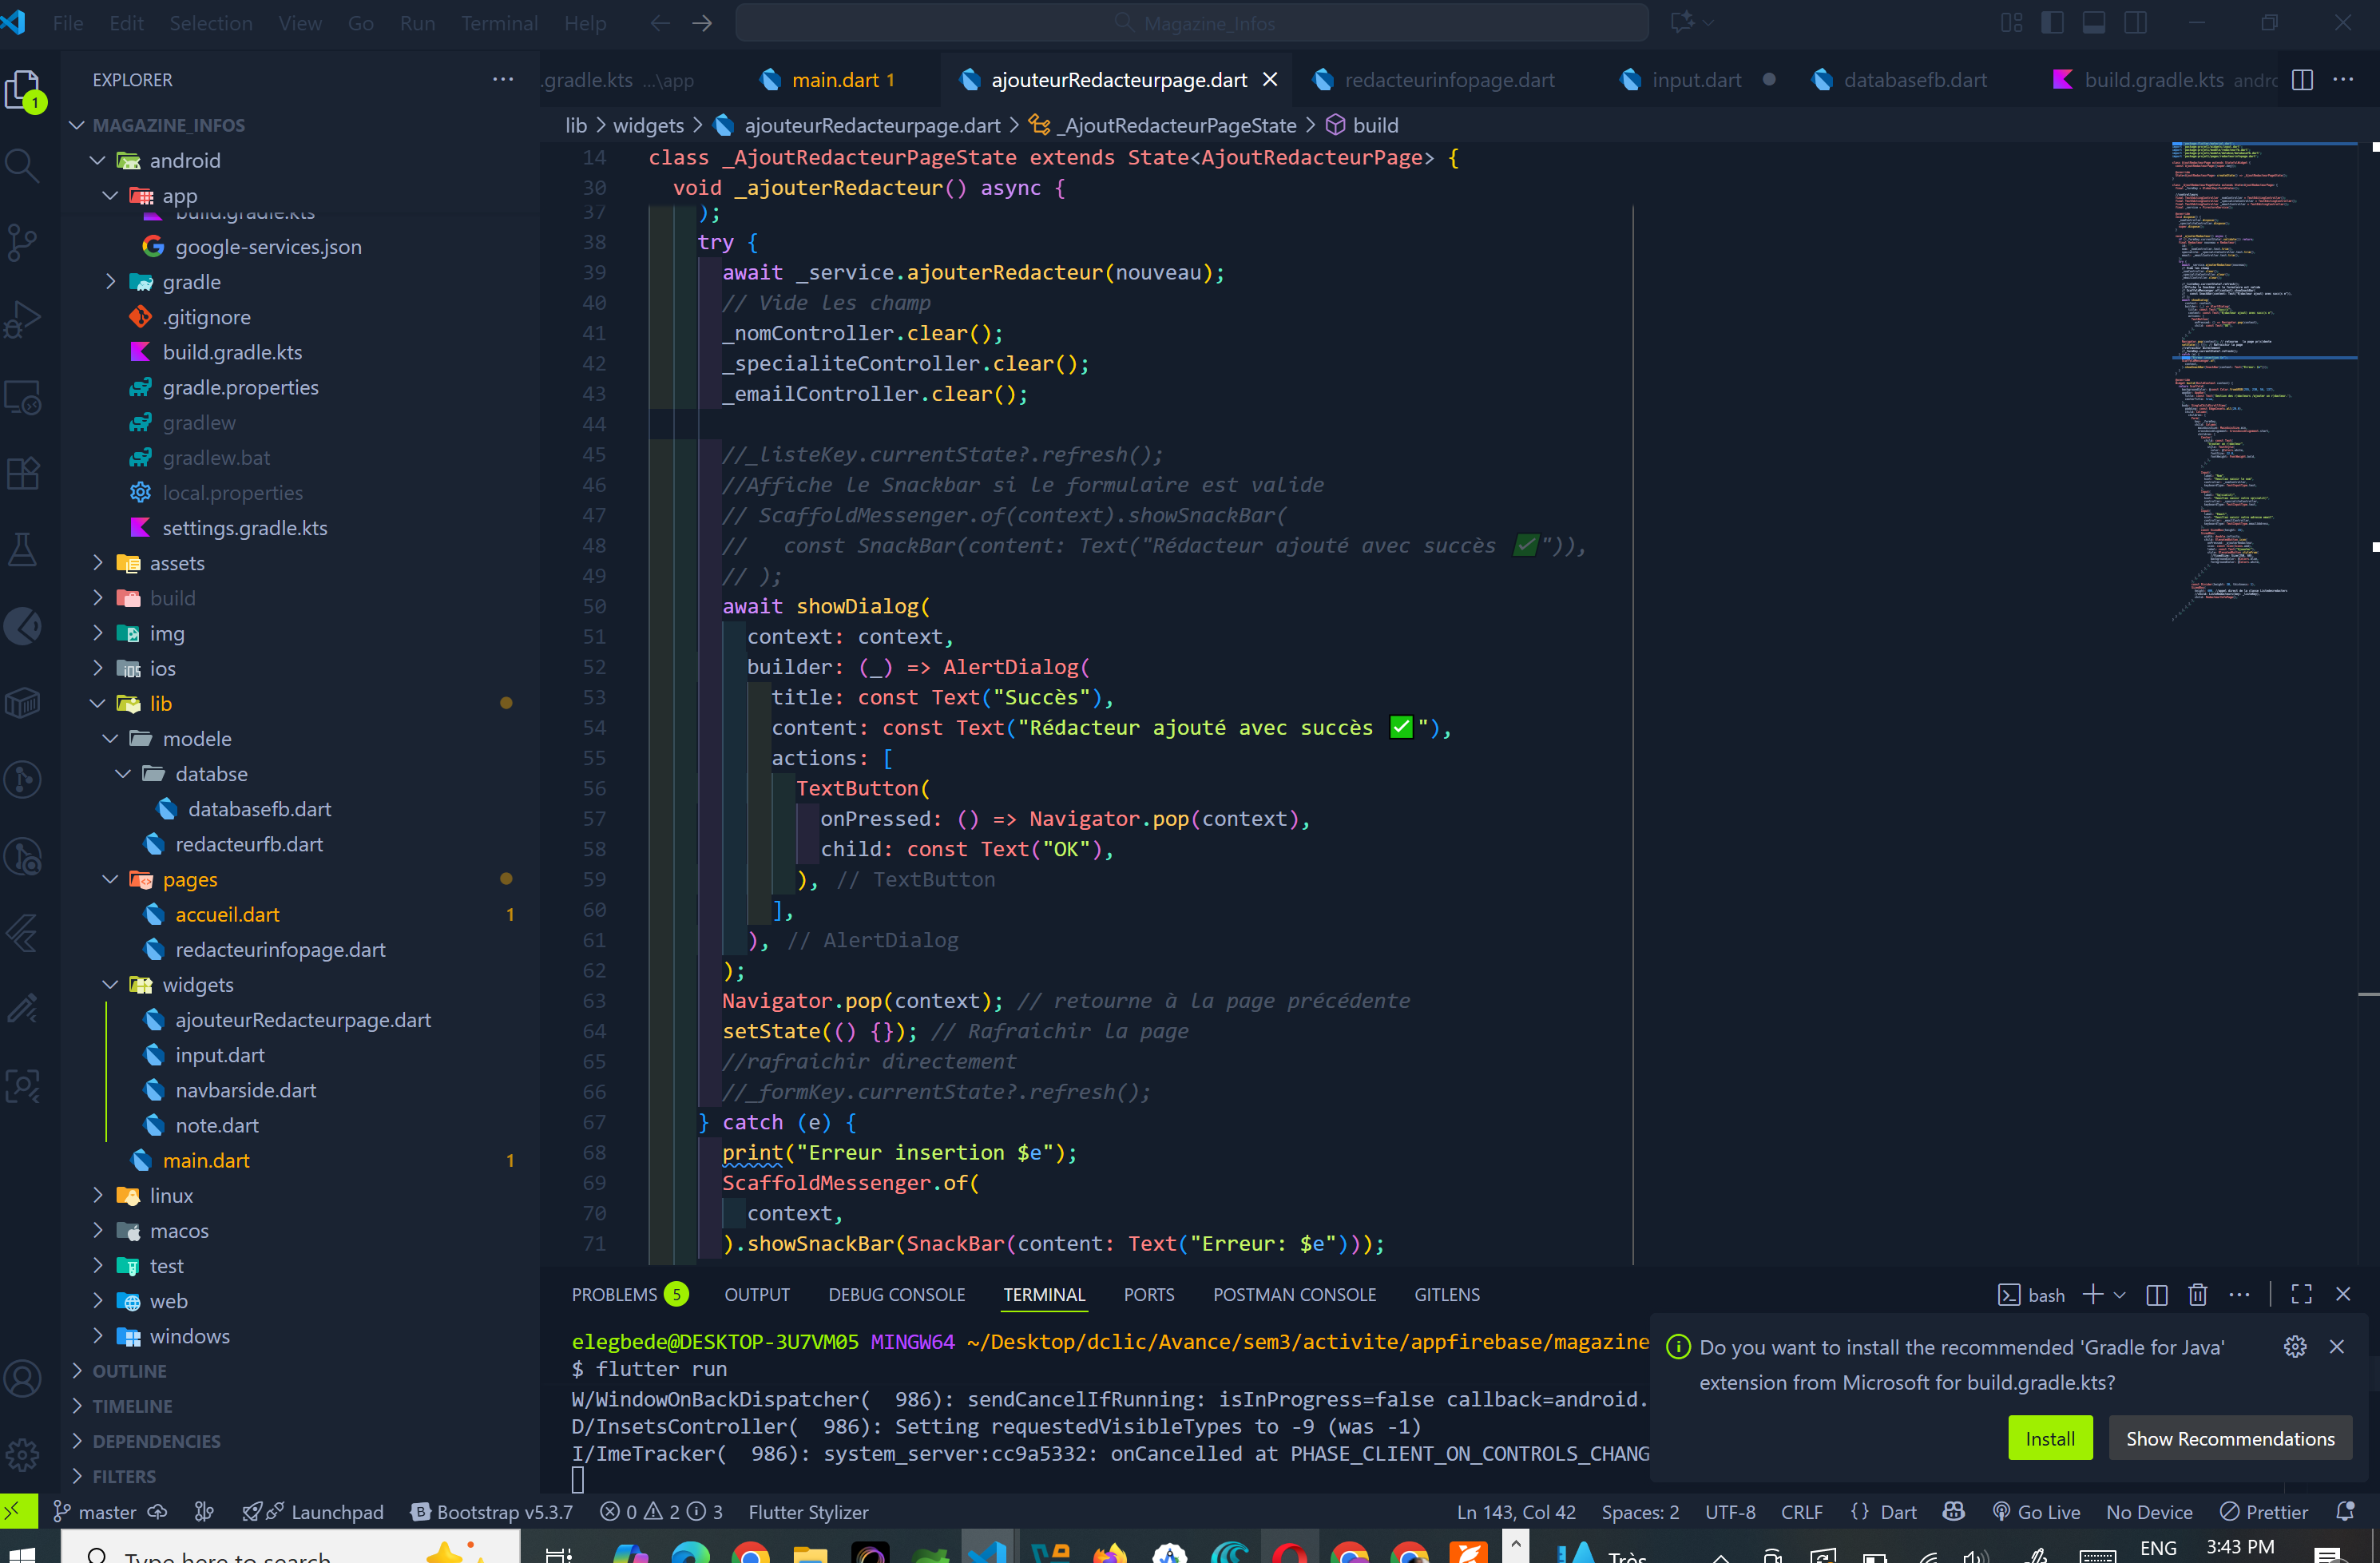 File Edit Selection View Go Run Terminal Help
Magazine_Infos
EXPLORER
1
MAGAZINE_INFOS
android
app
build.gradle.kts
google-services.json
gradle
.gitignore
build.gradle.kts
gradle.properties
gradlew
gradlew.bat
local.properties
settings.gradle.kts
assets
build
img
ios
lib
modele
databse
databasefb.dart
redacteurfb.dart
pages
accueil.dart 1
redacteurinfopage.dart
widgets
ajouteurRedacteurpage.dart
input.dart
navbarside.dart
note.dart
main.dart 1
linux
macos
test
web
windows
OUTLINE
TIMELINE
DEPENDENCIES
FILTERS
.gradle.kts ...\app main.dart 1 ajouteurRedacteurpage.dart redacteurinfopage.dart input.dart databasefb.dart build.gradle.kts andrc
lib > widgets > ajouteurRedacteurpage.dart > _AjoutRedacteurPageState > build
14 class _AjoutRedacteurPageState extends State<AjoutRedacteurPage> {
30 void _ajouterRedacteur() async {
37 );
38 try {
39 await _service.ajouterRedacteur(nouveau);
40 // Vide les champ
41 _nomController.clear();
42 _specialiteController.clear();
43 _emailController.clear();
44
45 //_listeKey.currentState?.refresh();
46 //Affiche le Snackbar si le formulaire est valide
47 // ScaffoldMessenger.of(context).showSnackBar(
48 //   const SnackBar(content: Text("Rédacteur ajouté avec succès ✅")),
49 // );
50 await showDialog(
51 context: context,
52 builder: (_) => AlertDialog(
53 title: const Text("Succès"),
54 content: const Text("Rédacteur ajouté avec succès ✅"),
55 actions: [
56 TextButton(
57 onPressed: () => Navigator.pop(context),
58 child: const Text("OK"),
59 ), // TextButton
60 ],
61 ), // AlertDialog
62 );
63 Navigator.pop(context); // retourne à la page précédente
64 setState(() {}); // Rafraichir la page
65 //rafraichir directement
66 //_formKey.currentState?.refresh();
67 } catch (e) {
68 print("Erreur insertion $e");
69 ScaffoldMessenger.of(
70 context,
71 ).showSnackBar(SnackBar(content: Text("Erreur: $e")));
PROBLEMS 5 OUTPUT DEBUG CONSOLE TERMINAL PORTS POSTMAN CONSOLE GITLENS
bash
elegbede@DESKTOP-3U7VM05 MINGW64 ~/Desktop/dclic/Avance/sem3/activite/appfirebase/magazine
$ flutter run
W/WindowOnBackDispatcher(  986): sendCancelIfRunning: isInProgress=false callback=android.
D/InsetsController(  986): Setting requestedVisibleTypes to -9 (was -1)
I/ImeTracker(  986): system_server:cc9a5332: onCancelled at PHASE_CLIENT_ON_CONTROLS_CHANG
Do you want to install the recommended 'Gradle for Java'
extension from Microsoft for build.gradle.kts?
Install
Show Recommendations
master Launchpad Bootstrap v5.3.7 0 2 3 Flutter Stylizer
Ln 143, Col 42 Spaces: 2 UTF-8 CRLF {} Dart Go Live No Device Prettier
Type here to search
Très
ENG
3:43 PM